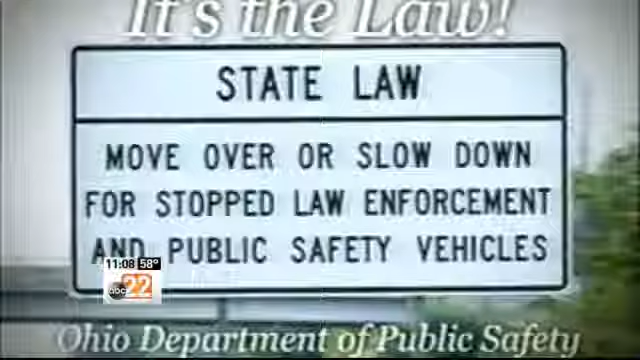 It's the Law!
STATE LAW
MOVE OVER OR SLOW DOWN
FOR STOPPED LAW ENFORCEMENT
AND PUBLIC SAFETY VEHICLES
11:08 58°
abc 22
Ohio Department of Public Safety